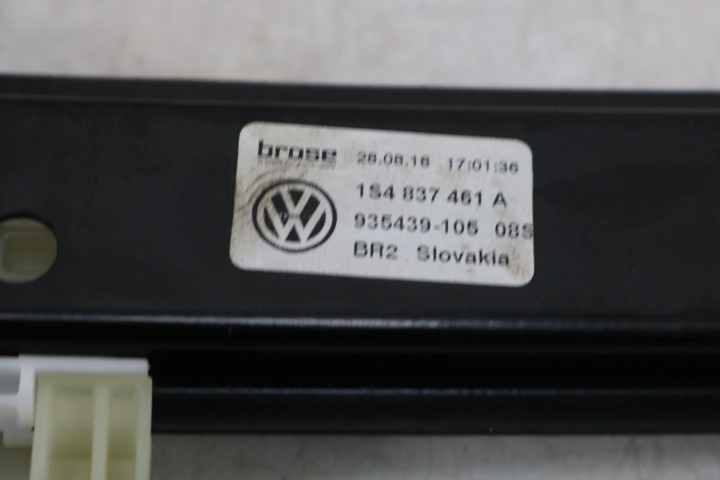 brose 28.08.18 17:01:36
1S4 837 461 A
935439-105 08S
BR2 Slovakia